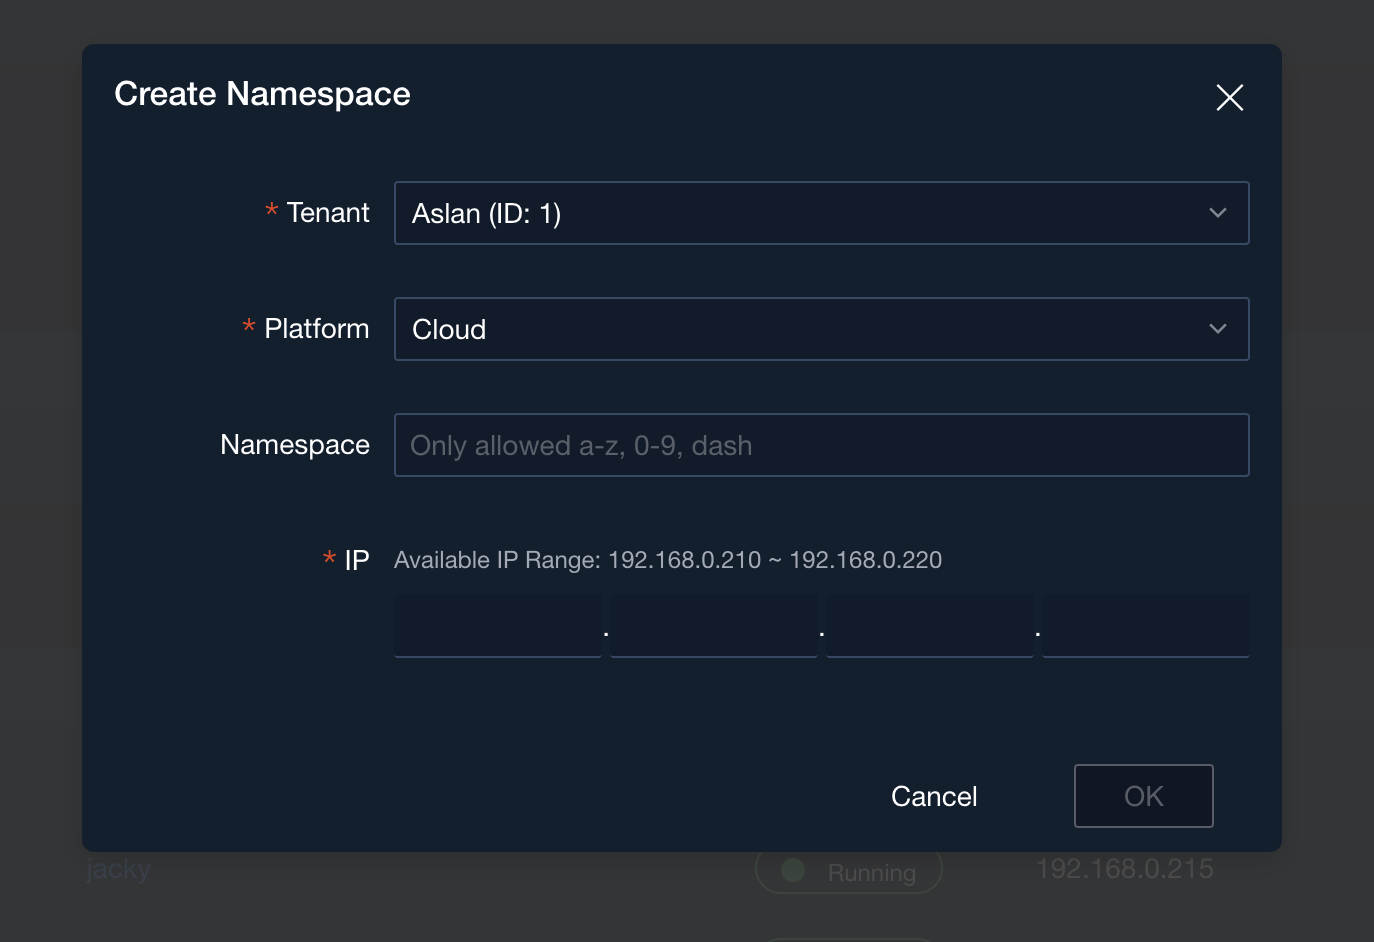 Create Namespace
* Tenant
Aslan (ID: 1)
* Platform
Cloud
Namespace
Only allowed a-z, 0-9, dash
* IP
Available IP Range: 192.168.0.210 ~ 192.168.0.220
. . .
Cancel
OK
jacky
Running
192.168.0.215